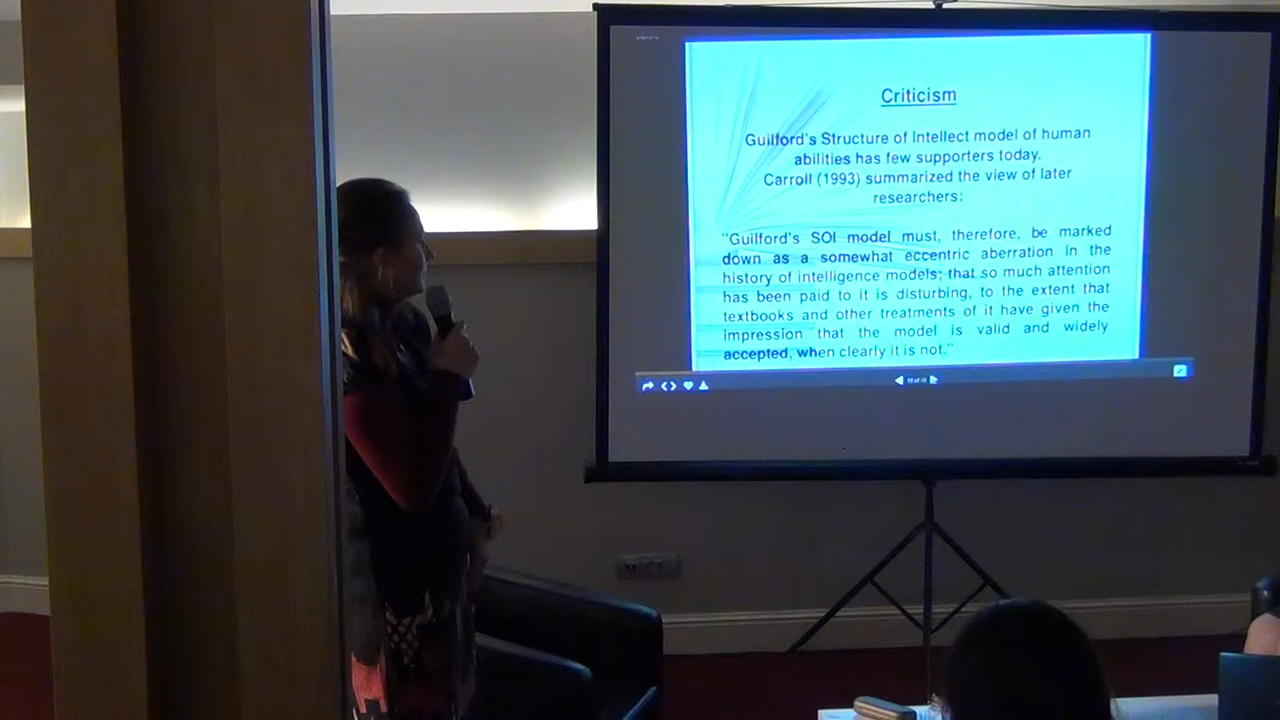 Criticism
Guilford's Structure of Intellect model of human
abilities has few supporters today.
Carroll (1993) summarized the view of later
researchers:
"Guilford's SOI model must, therefore, be marked
down as a somewhat eccentric aberration in the
history of intelligence models; that so much attention
has been paid to it is disturbing, to the extent that
textbooks and other treatments of it have given the
impression that the model is valid and widely
accepted, when clearly it is not."